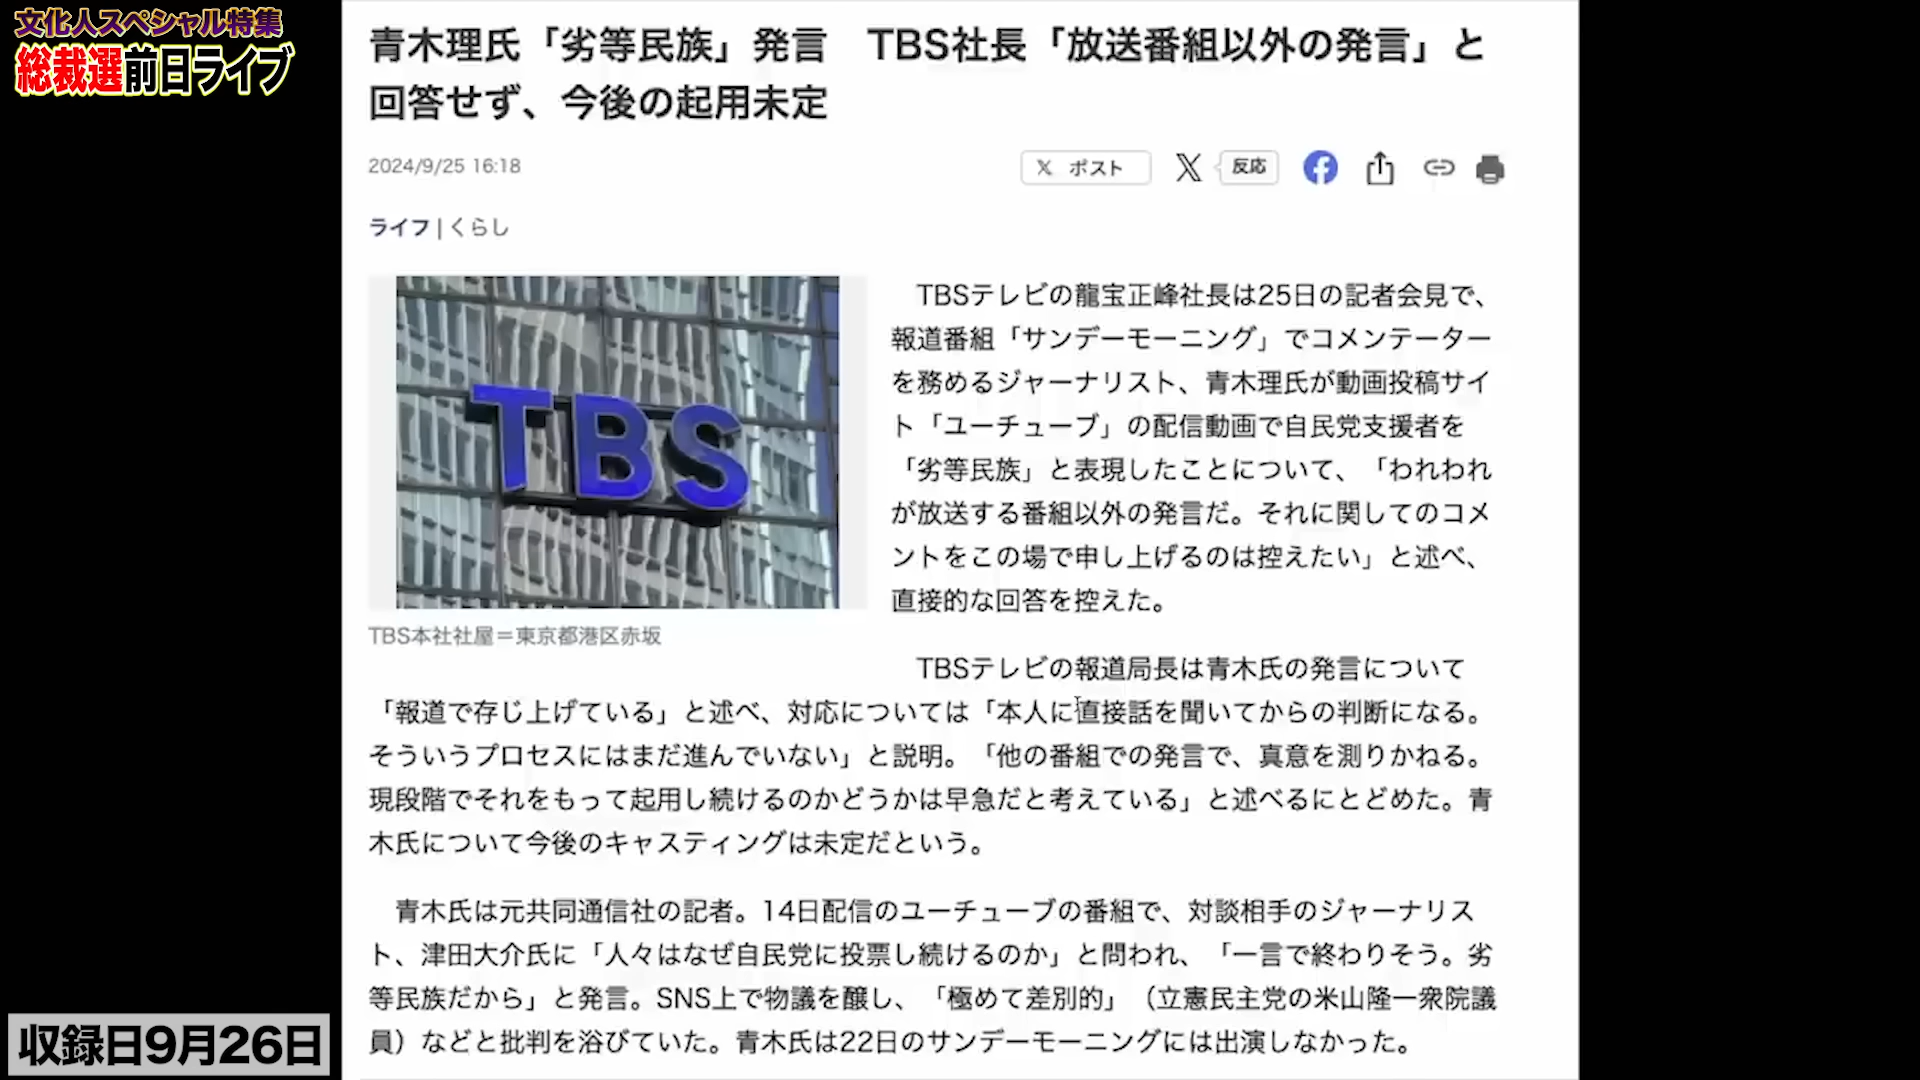 文化人スペシャル特集
総裁選前日ライブ
青木理氏「劣等民族」発言　TBS社長「放送番組以外の発言」と
回答せず、今後の起用未定
2024/9/25 16:18
ポスト
反応
ライフ | くらし
TBS
TBS本社社屋＝東京都港区赤坂
TBSテレビの龍宝正峰社長は25日の記者会見で、
報道番組「サンデーモーニング」でコメンテーター
を務めるジャーナリスト、青木理氏が動画投稿サイ
ト「ユーチューブ」の配信動画で自民党支援者を
「劣等民族」と表現したことについて、「われわれ
が放送する番組以外の発言だ。それに関してのコメ
ントをこの場で申し上げるのは控えたい」と述べ、
直接的な回答を控えた。
TBSテレビの報道局長は青木氏の発言について
「報道で存じ上げている」と述べ、対応については「本人に直接話を聞いてからの判断になる。
そういうプロセスにはまだ進んでいない」と説明。「他の番組での発言で、真意を測りかねる。
現段階でそれをもって起用し続けるのかどうかは早急だと考えている」と述べるにとどめた。青
木氏について今後のキャスティングは未定だという。
青木氏は元共同通信社の記者。14日配信のユーチューブの番組で、対談相手のジャーナリス
ト、津田大介氏に「人々はなぜ自民党に投票し続けるのか」と問われ、「一言で終わりそう。劣
等民族だから」と発言。SNS上で物議を醸し、「極めて差別的」（立憲民主党の米山隆一衆院議
員）などと批判を浴びていた。青木氏は22日のサンデーモーニングには出演しなかった。
収録日9月26日